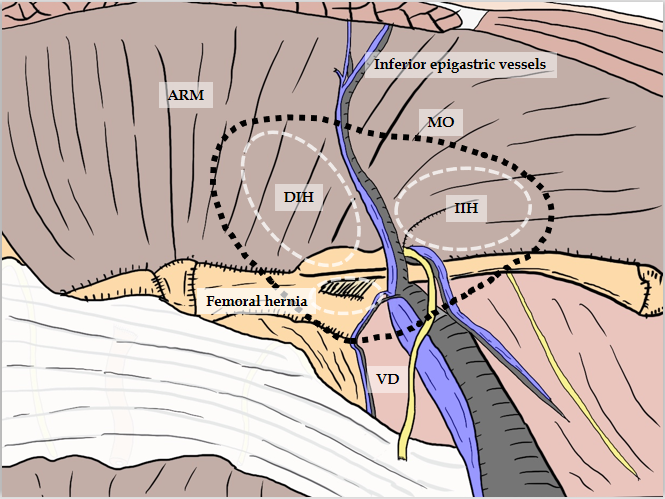 Inferior epigastric vessels
ARM
MO
DIH
IIH
Femoral hernia
VD